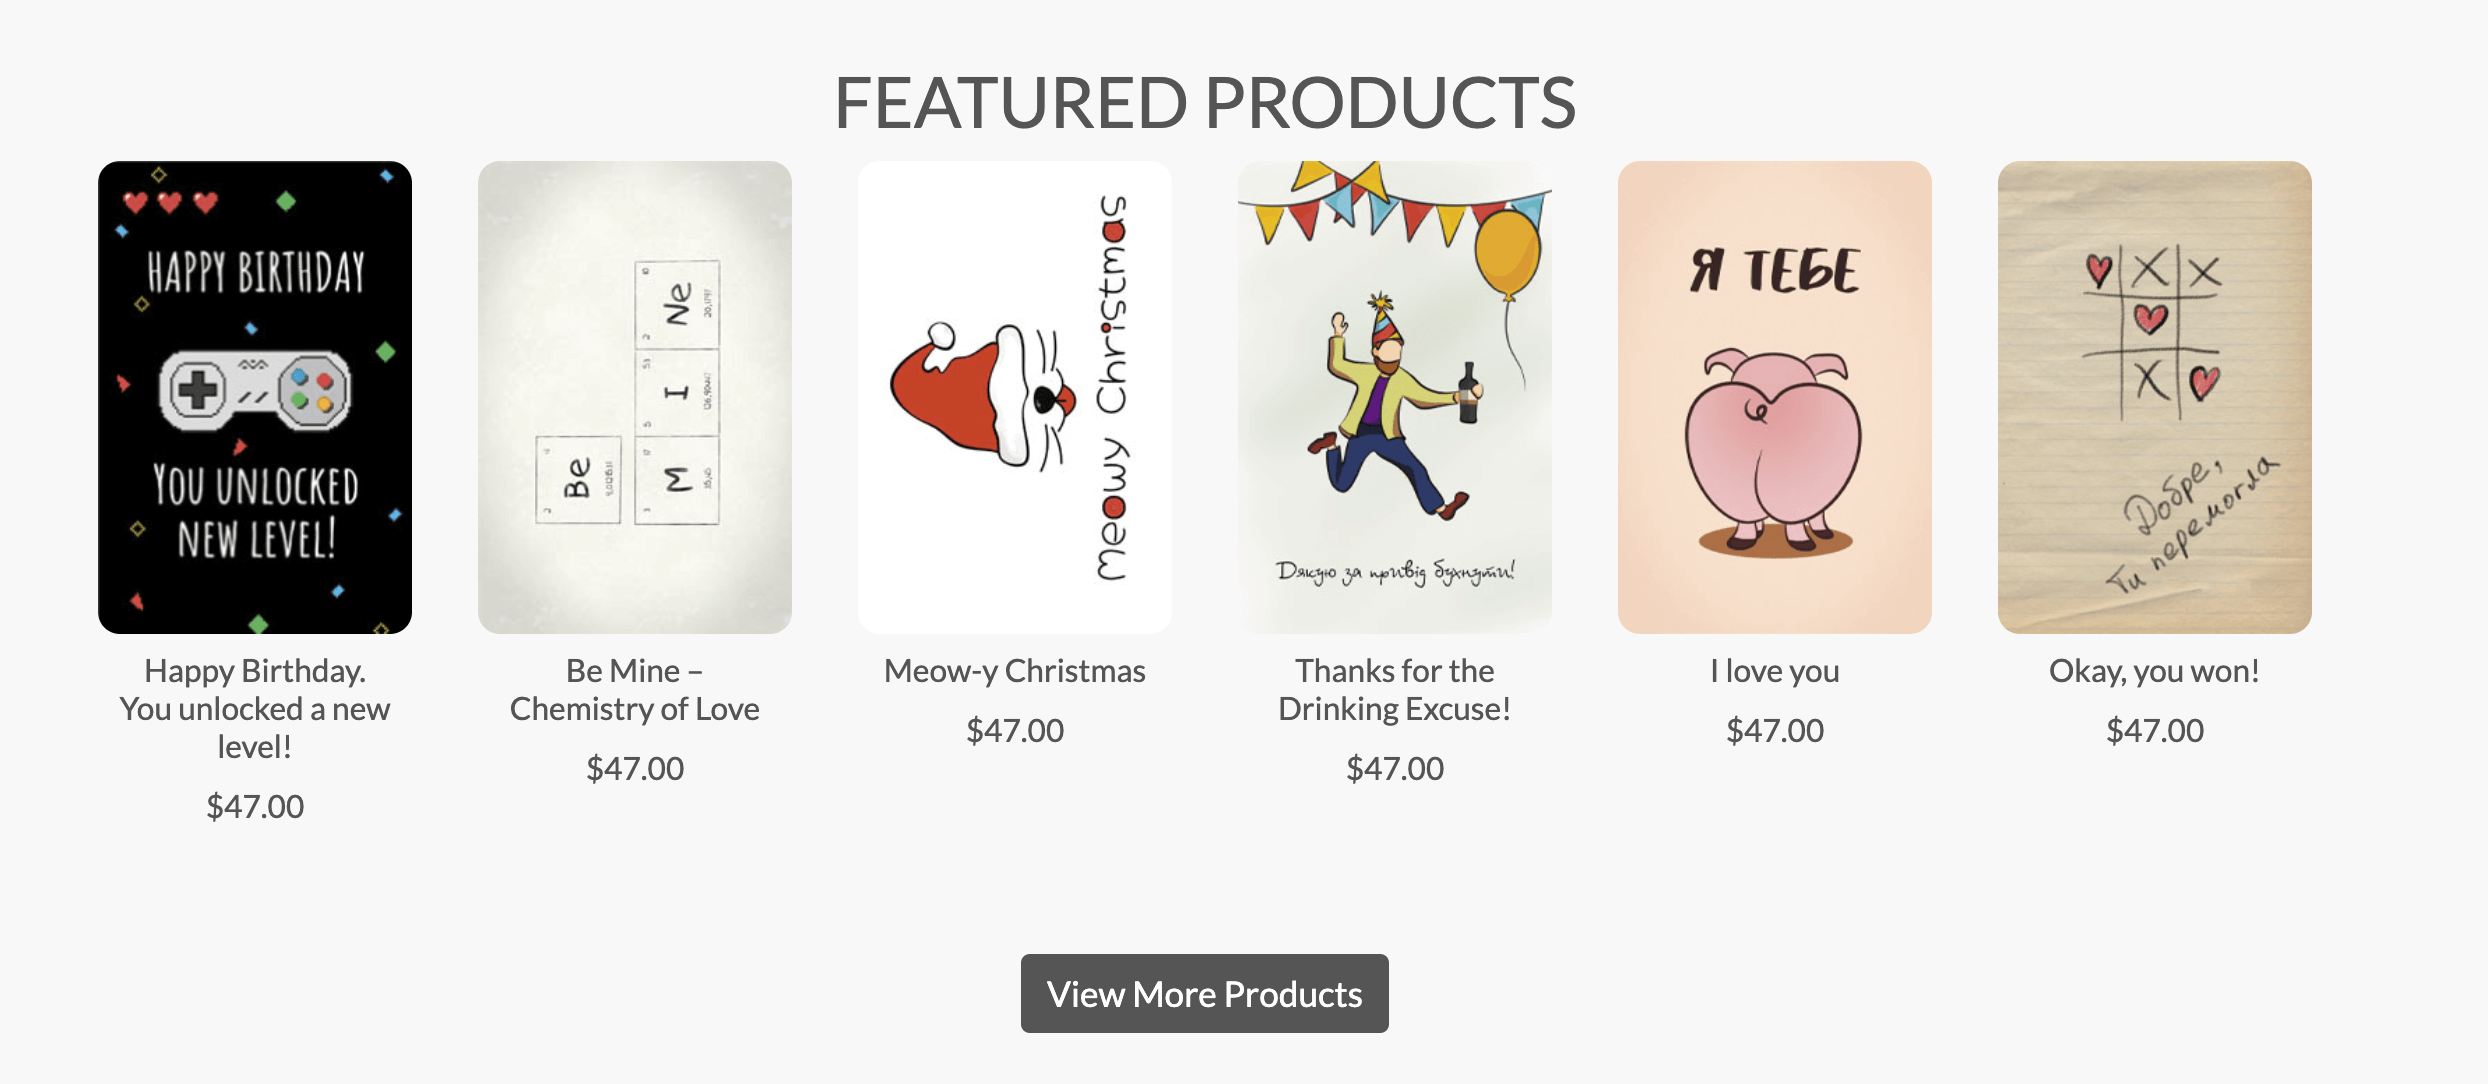 FEATURED PRODUCTS
HAPPY BIRTHDAY
YOU UNLOCKED
NEW LEVEL!
Happy Birthday.
You unlocked a new
level!
$47.00
Be
M I Ne
Be Mine –
Chemistry of Love
$47.00
meowy Christmas
Meow-y Christmas
$47.00
Дякую за привід бухнути!
Thanks for the
Drinking Excuse!
$47.00
Я ТЕБЕ
I love you
$47.00
X X
X
Добре,
Ти перемогла
Okay, you won!
$47.00
View More Products